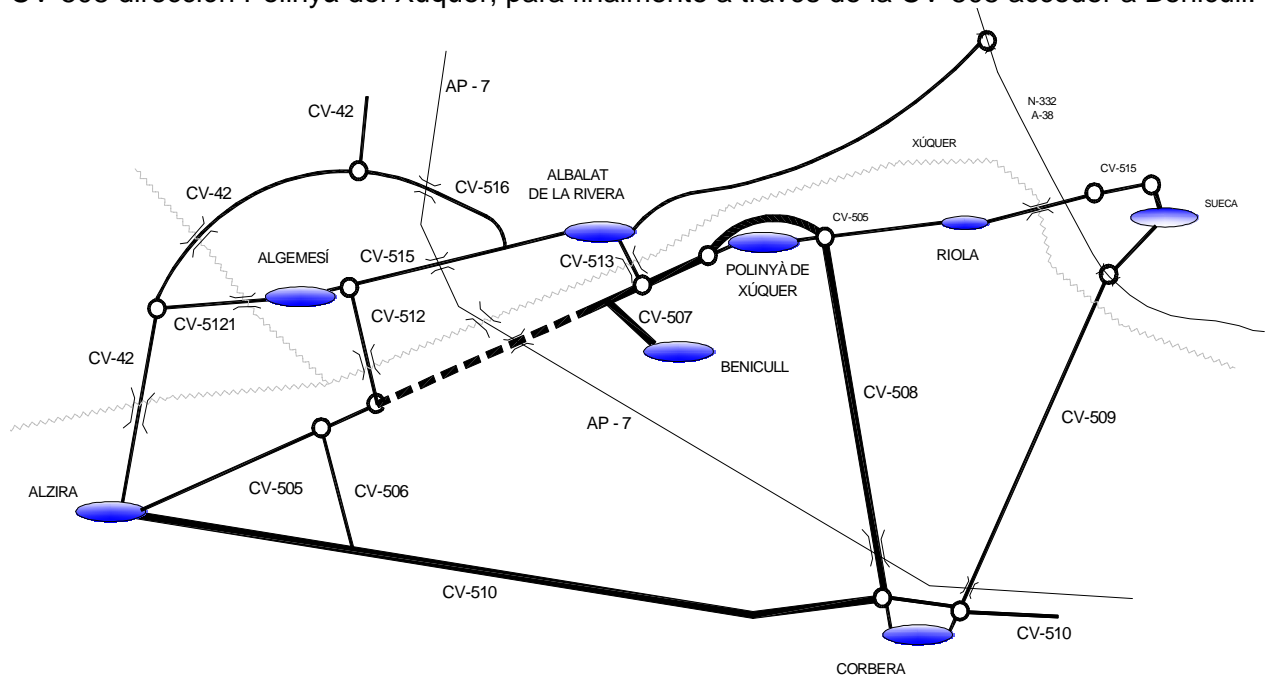 CV-508 dirección Polinyà del Xúquer, para finalmente a través de la CV-505 acceder a Benicull.
AP - 7
CV-42
N-332
A-38
XÚQUER
CV-515
CV-42
CV-516
ALBALAT
DE LA RIVERA
SUECA
CV-505
ALGEMESÍ
CV-515
CV-513
RIOLA
POLINYÀ DE
XÚQUER
CV-5121
CV-512
CV-507
CV-42
BENICULL
CV-508
CV-509
AP - 7
ALZIRA
CV-505
CV-506
CV-510
CV-510
CORBERA